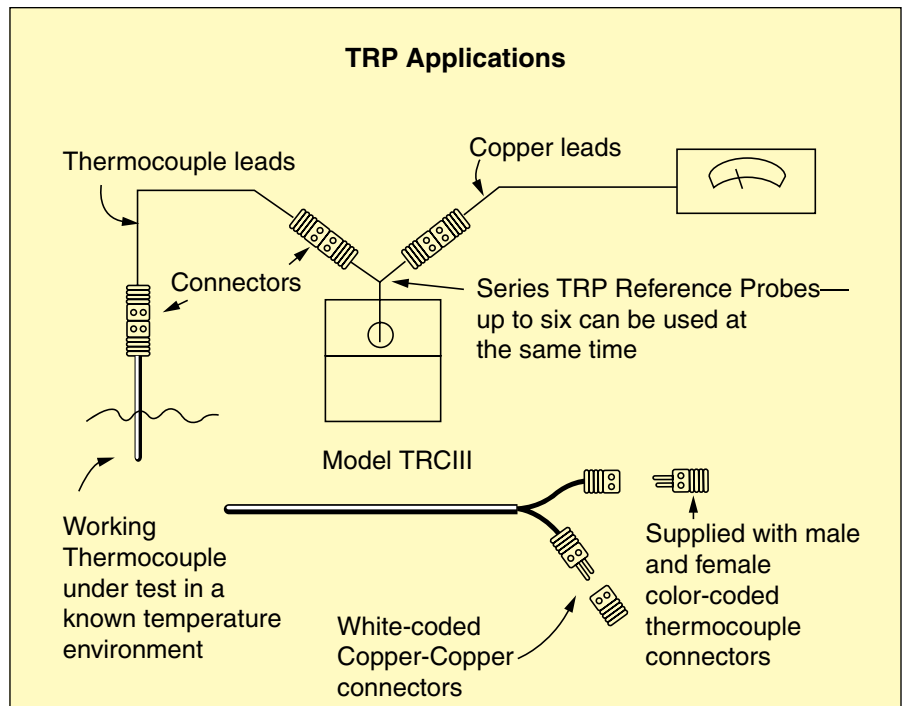 TRP Applications
Thermocouple leads
Copper leads
Connectors
Series TRP Reference Probes—
up to six can be used at
the same time
Model TRCIII
Working
Thermocouple
under test in a
known temperature
environment
White-coded
Copper-Copper
connectors
Supplied with male
and female
color-coded
thermocouple
connectors